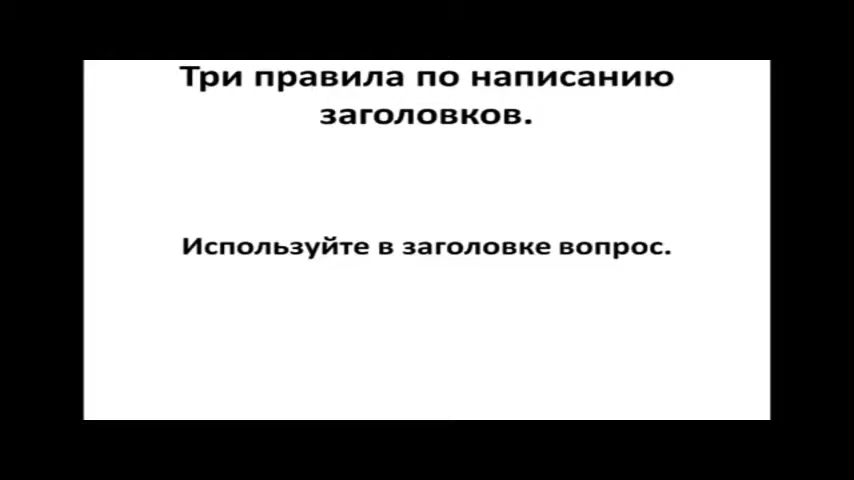 Три правила по написанию
заголовков.
Используйте в заголовке вопрос.